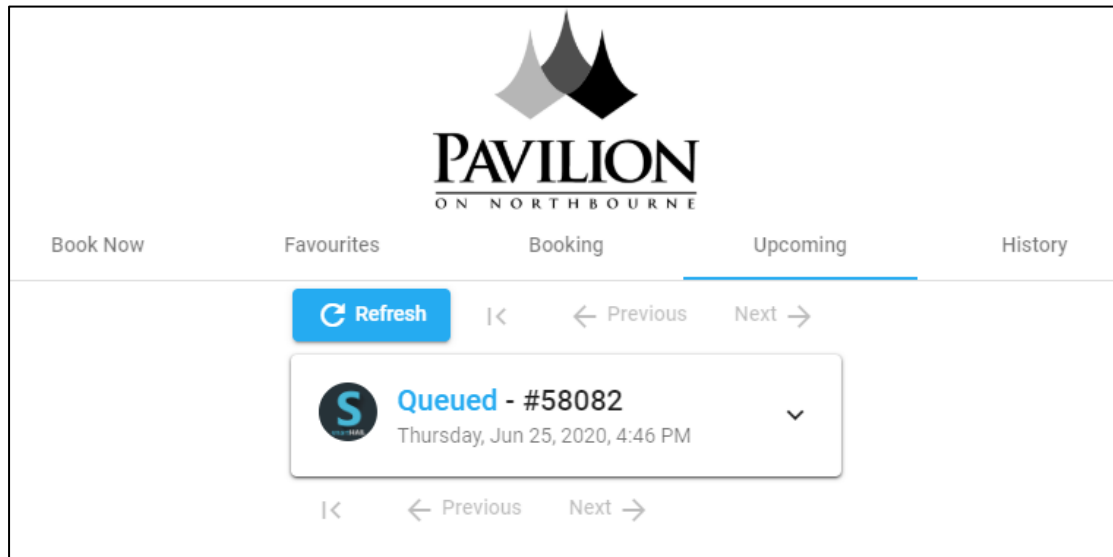 PAVILION
ON NORTHBOURNE
Book Now Favourites Booking Upcoming History
Refresh Previous Next
S
smartHAIL
Queued - #58082
Thursday, Jun 25, 2020, 4:46 PM
Previous Next